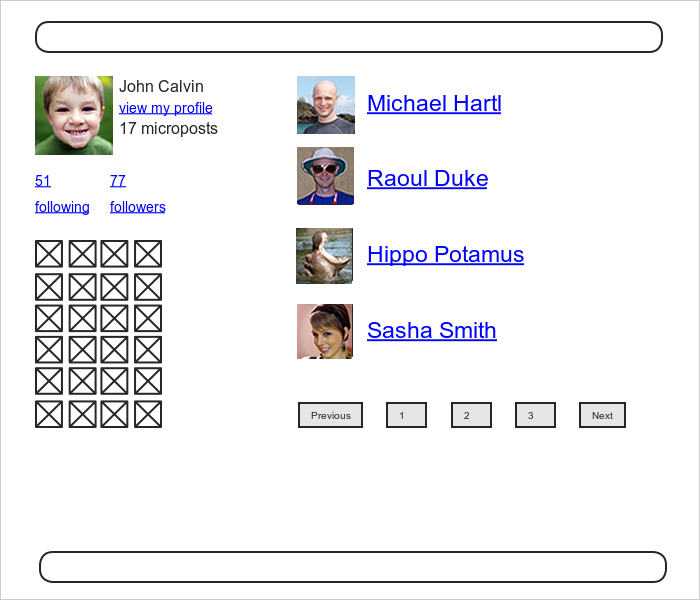 John Calvin
view my profile
17 microposts
51 77
following followers
Michael Hartl
Raoul Duke
Hippo Potamus
Sasha Smith
Previous 1 2 3 Next